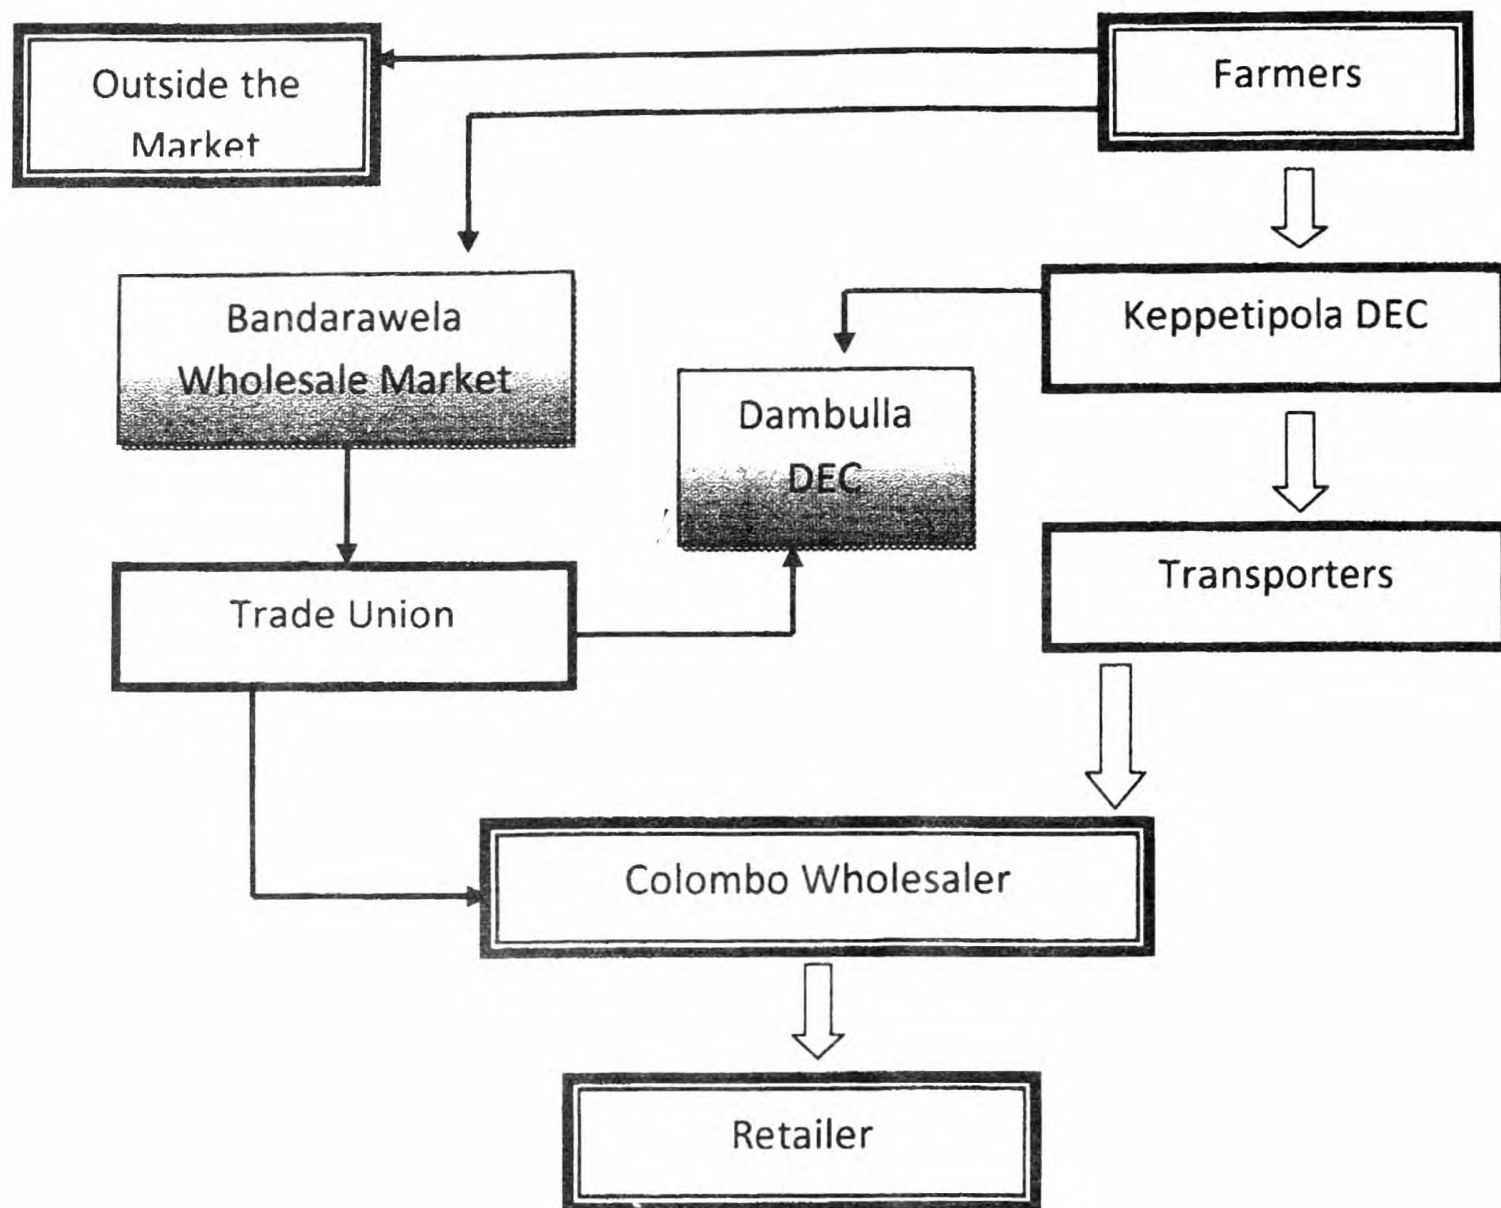 Outside the
Market
Farmers
Bandarawela
Wholesale Market
Keppetipola DEC
Dambulla
DEC
Trade Union
Transporters
Colombo Wholesaler
Retailer